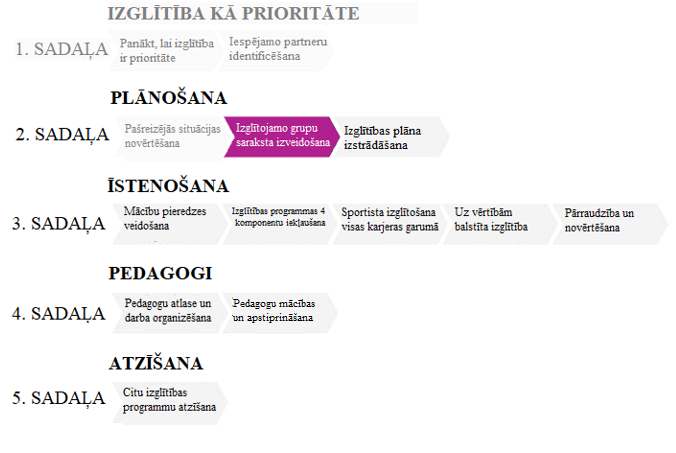 IZGLĪTĪBA KĀ PRIORITĀTE
1. SADAĻA
Panākt, lai izglītība
ir prioritāte
Iespējamo partneru
identificēšana
PLĀNOŠANA
2. SADAĻA
Pašreizējās situācijas
novērtēšana
Izglītojamo grupu
saraksta izveidošana
Izglītības plāna
izstrādāšana
ĪSTENOŠANA
3. SADAĻA
Mācību pieredzes
veidošana
Izglītības programmas 4
komponentu iekļaušana
Sportista izglītošana
visas karjeras garumā
Uz vērtībām
balstīta izglītība
Pārraudzība un
novērtēšana
PEDAGOGI
4. SADAĻA
Pedagogu atlase un
darba organizēšana
Pedagogu mācības
un apstiprināšana
ATZĪŠANA
5. SADAĻA
Citu izglītības
programmu atzīšana